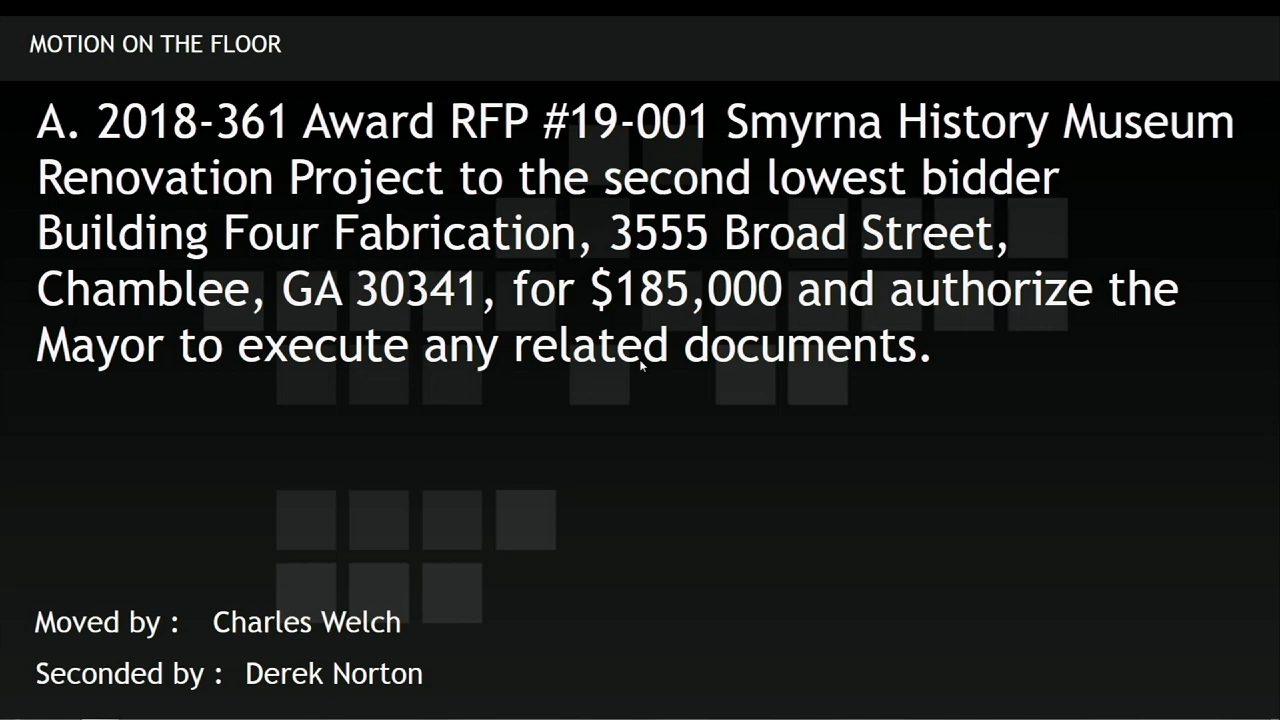 MOTION ON THE FLOOR
A. 2018-361 Award RFP #19-001 Smyrna History Museum
Renovation Project to the second lowest bidder
Building Four Fabrication, 3555 Broad Street,
Chamblee, GA 30341, for $185,000 and authorize the
Mayor to execute any related documents.
Moved by : Charles Welch
Seconded by : Derek Norton